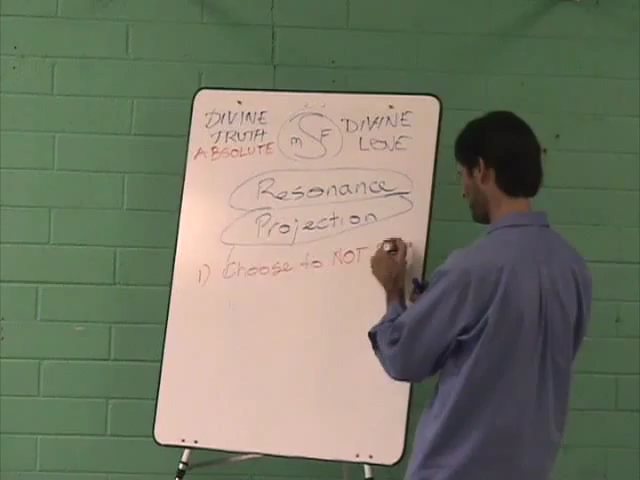 DIVINE
TRUTH
ABSOLUTE
m S F
DIVINE
LOVE
Resonance
Projection
1) Choose to NOT